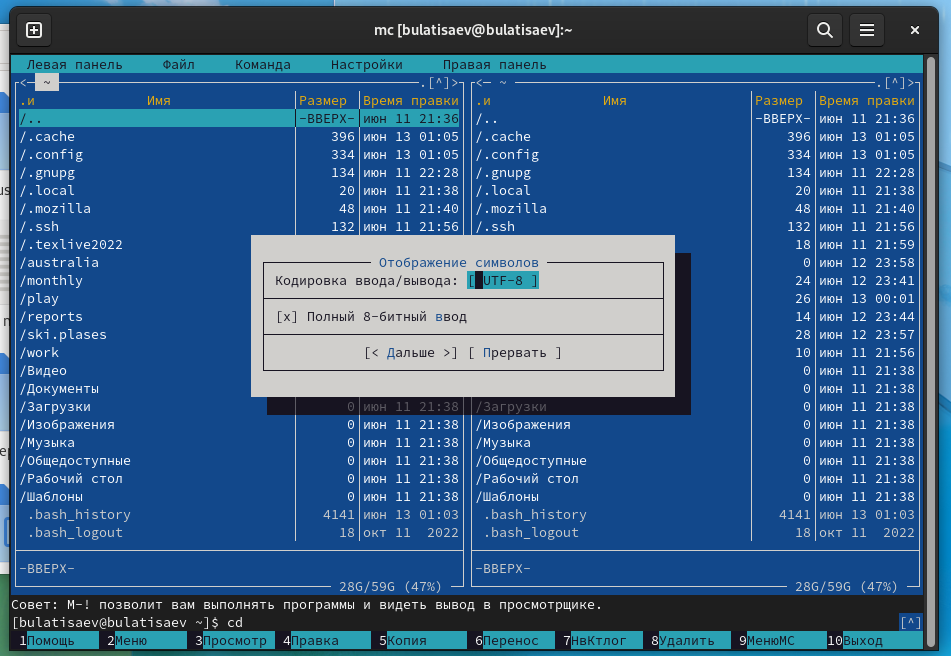 mc [bulatisaev@bulatisaev]:~
Левая панель Файл Команда Настройки Правая панель
<─ ~ .[^]> <─ ~ .[^]>
.и Имя Размер Время правки .и Имя Размер Время правки
/.. -ВВЕРХ- июн 11 21:36 /.. -ВВЕРХ- июн 11 21:36
/.cache 396 июн 13 01:05 /.cache 396 июн 13 01:05
/.config 334 июн 13 01:05 /.config 334 июн 13 01:05
/.gnupg 134 июн 11 22:28 /.gnupg 134 июн 11 22:28
/.local 20 июн 11 21:38 /.local 20 июн 11 21:38
/.mozilla 48 июн 11 21:40 /.mozilla 48 июн 11 21:40
/.ssh 132 июн 11 21:56 /.ssh 132 июн 11 21:56
/.texlive2022 18 июн 11 21:59
/australia Отображение символов 0 июн 12 23:58
/monthly Кодировка ввода/вывода: [ UTF-8 ] 24 июн 12 23:41
/play 26 июн 13 00:01
/reports [x] Полный 8-битный ввод 14 июн 12 23:44
/ski.plases 28 июн 12 23:57
/work [< Дальше >] [ Прервать ] 10 июн 11 21:56
/Видео 0 июн 11 21:38
/Документы 0 июн 11 21:38
/Загрузки 0 июн 11 21:38 /Загрузки 0 июн 11 21:38
/Изображения 0 июн 11 21:38 /Изображения 0 июн 11 21:38
/Музыка 0 июн 11 21:38 /Музыка 0 июн 11 21:38
/Общедоступные 0 июн 11 21:38 /Общедоступные 0 июн 11 21:38
/Рабочий стол 0 июн 11 21:38 /Рабочий стол 0 июн 11 21:38
/Шаблоны 0 июн 11 21:38 /Шаблоны 0 июн 11 21:38
.bash_history 4141 июн 13 01:03 .bash_history 4141 июн 13 01:03
.bash_logout 18 окт 11 2022 .bash_logout 18 окт 11 2022
-ВВЕРХ- -ВВЕРХ-
28G/59G (47%) 28G/59G (47%)
Совет: M-! позволит вам выполнять программы и видеть вывод в просмотрщике.
[bulatisaev@bulatisaev ~]$ cd [^]
1Помощь 2Меню 3Просмотр 4Правка 5Копия 6Перенос 7НвКтлог 8Удалить 9МенюМС 10Выход